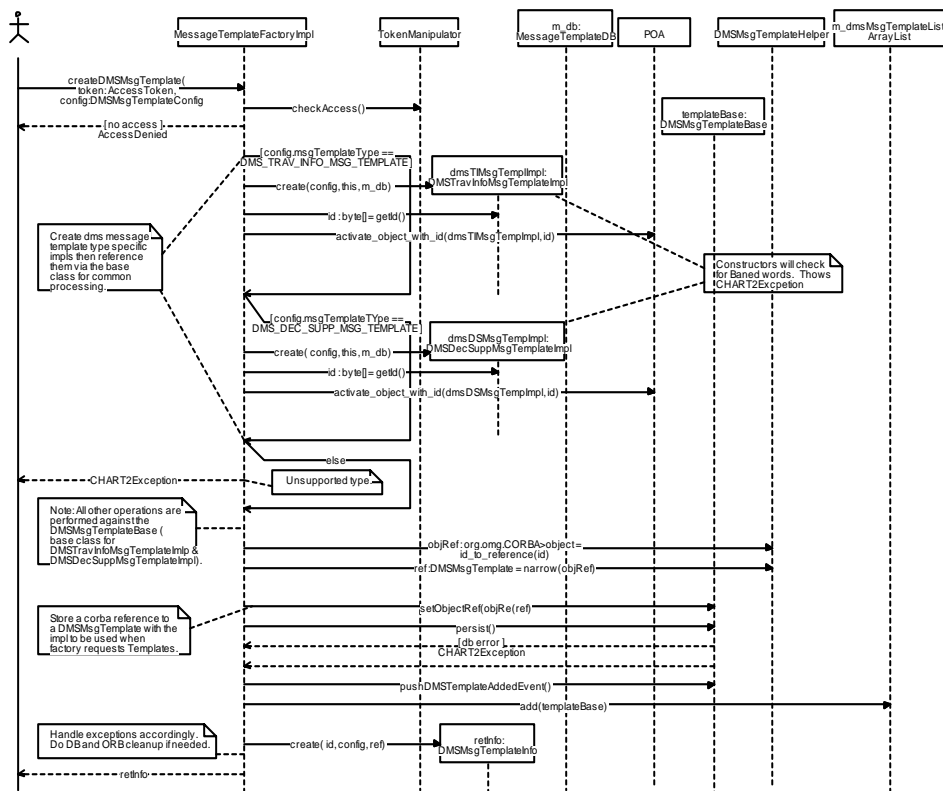 MessageTemplateFactoryImpl
TokenManipulator
m_db:
MessageTemplateDB
POA
DMSMsgTemplateHelper
m_dmsMsgTemplateList
ArrayList
createDMSMsgTemplate(
token:AccessToken,
config:DMSMsgTemplateConfig
checkAccess()
templateBase:
DMSMsgTemplateBase
[no access]
AccessDenied
[config.msgTemplateType ==
DMS_TRAV_INFO_MSG_TEMPLATE]
dmsTIMsgTemplImpl:
DMSTravInfoMsgTemplateImpl
create(config,this,m_db)
id:byte[]=getId()
activate_object_with_id(dmsTIMsgTempImpl,id)
Create dms message
template type specific
impls then reference
them via the base
class for common
processing.
Constructors will check
for Baned words.  Thows
CHART2Excpetion
[config.msgTemplateTYpe ==
DMS_DEC_SUPP_MSG_TEMPLATE]
dmsDSMsgTempImpl:
DMSDecSuppMsgTemplateImpl
create( config,this,m_db)
id:byte[]=getId()
activate_object_with_id(dmsDSMsgTempImpl,id)
else
CHART2Exception
Unsupported type.
Note: All other operations are
performed against the
DMSMsgTemplateBase (
base class for
DMSTravInfoMsgTemplateImlp &
DMSDecSuppMsgTemplateImpl).
objRef:org.omg.CORBA>object=
id_to_reference(id)
ref:DMSMsgTemplate=narrow(objRef)
Store a corba reference to
a DMSMsgTemplate with the
impl to be used when
factory requests Templates.
setObjectRef(objRe(ref)
persist()
[db error]
CHART2Exception
pushDMSTemplateAddedEvent()
add(templateBase)
Handle exceptions accordingly.
Do DB and ORB cleanup if needed.
create( id,config,ref)
retInfo:
DMSMsgTemplateInfo
retInfo